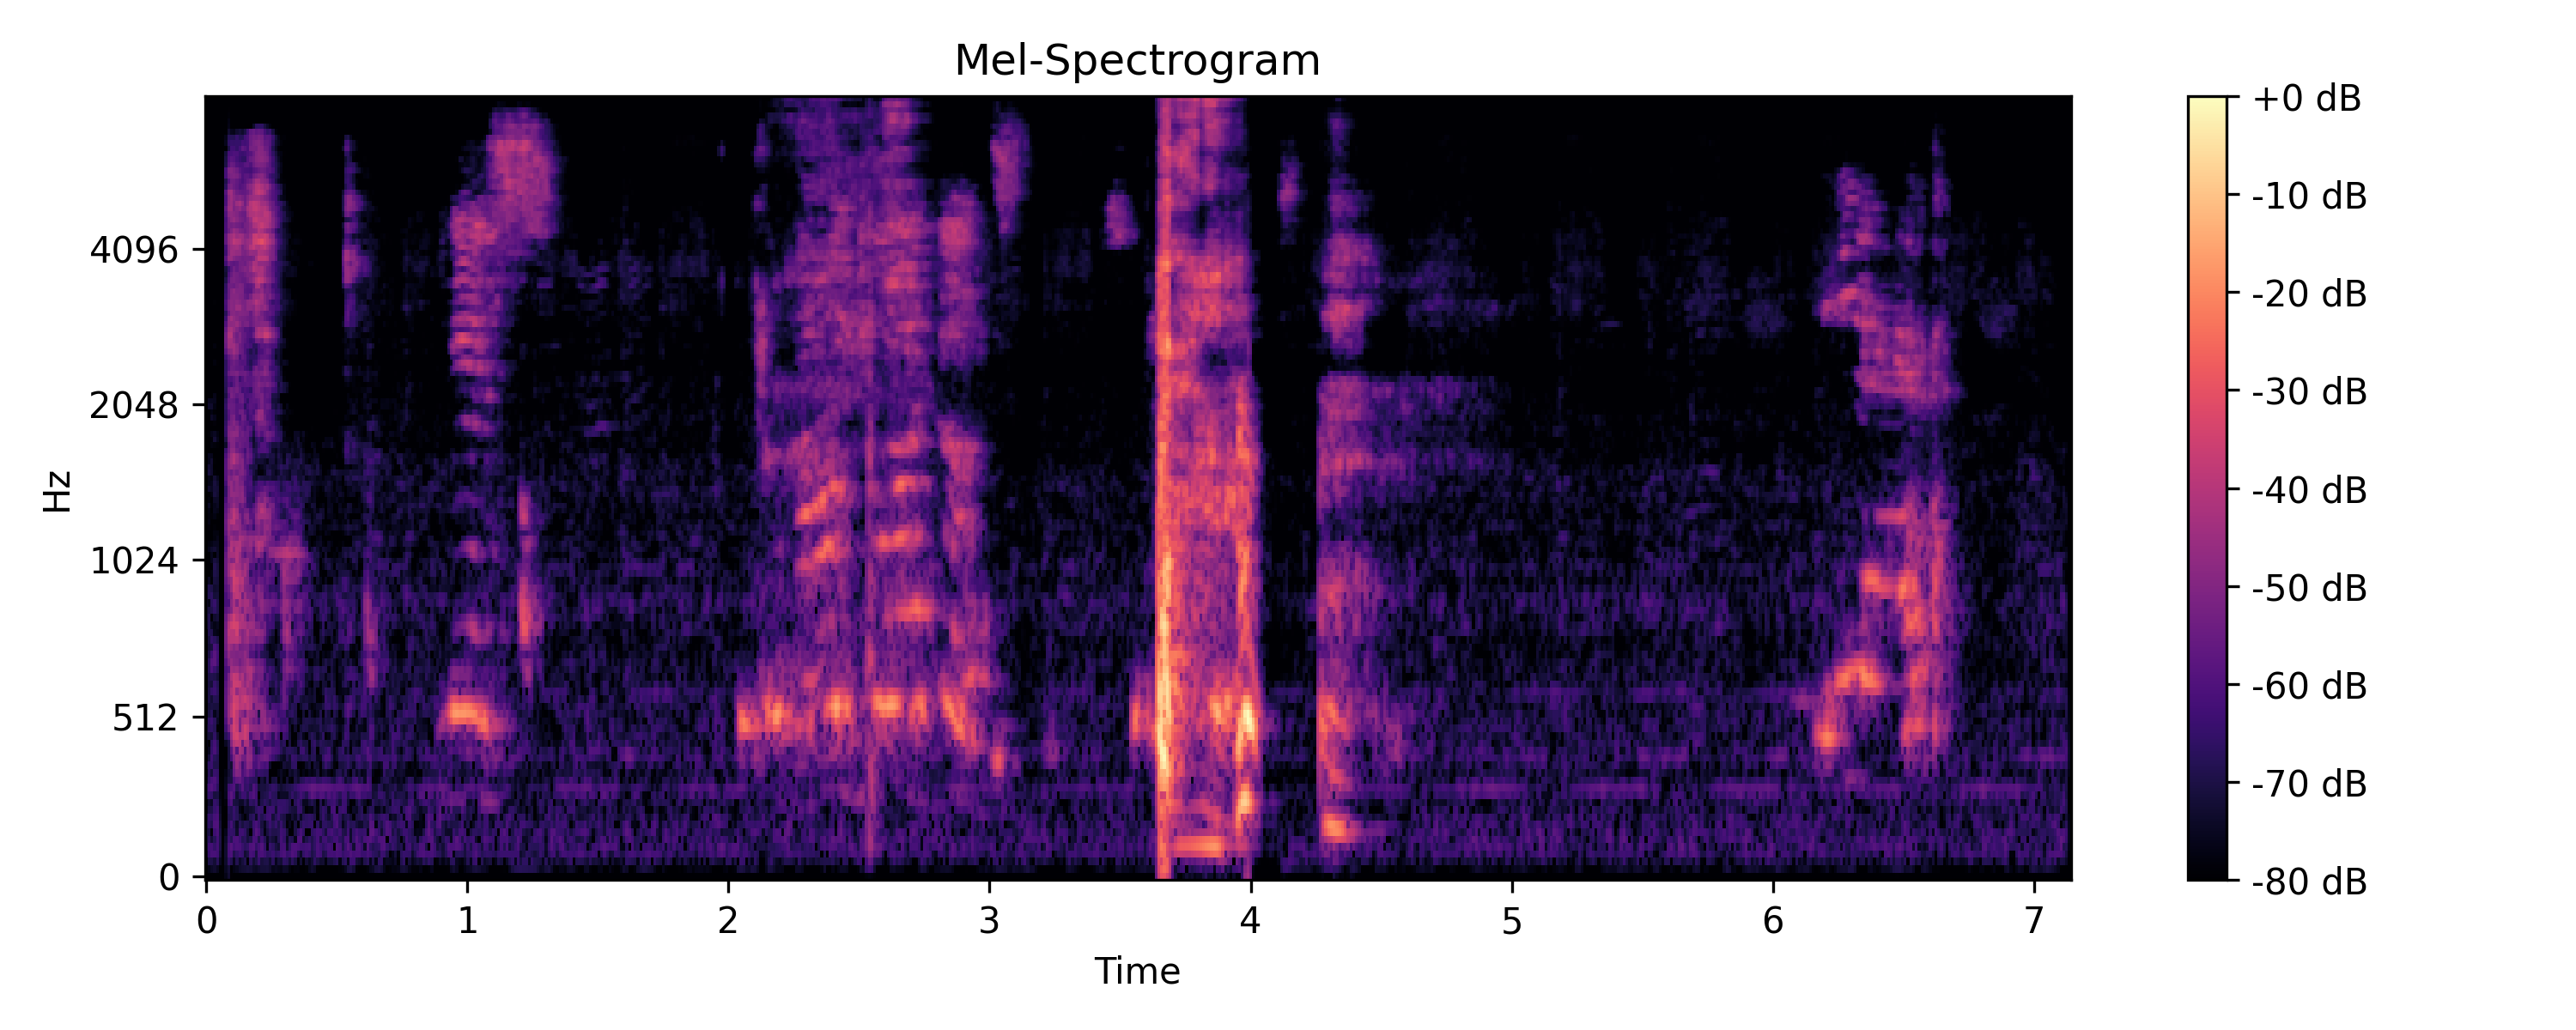 Mel-Spectrogram
+0 dB
-10 dB
4096
-20 dB
2048
-30 dB
Hz
-40 dB
1024
-50 dB
512
-60 dB
-70 dB
0
-80 dB
0 1 2 3 4 5 6 7
Time